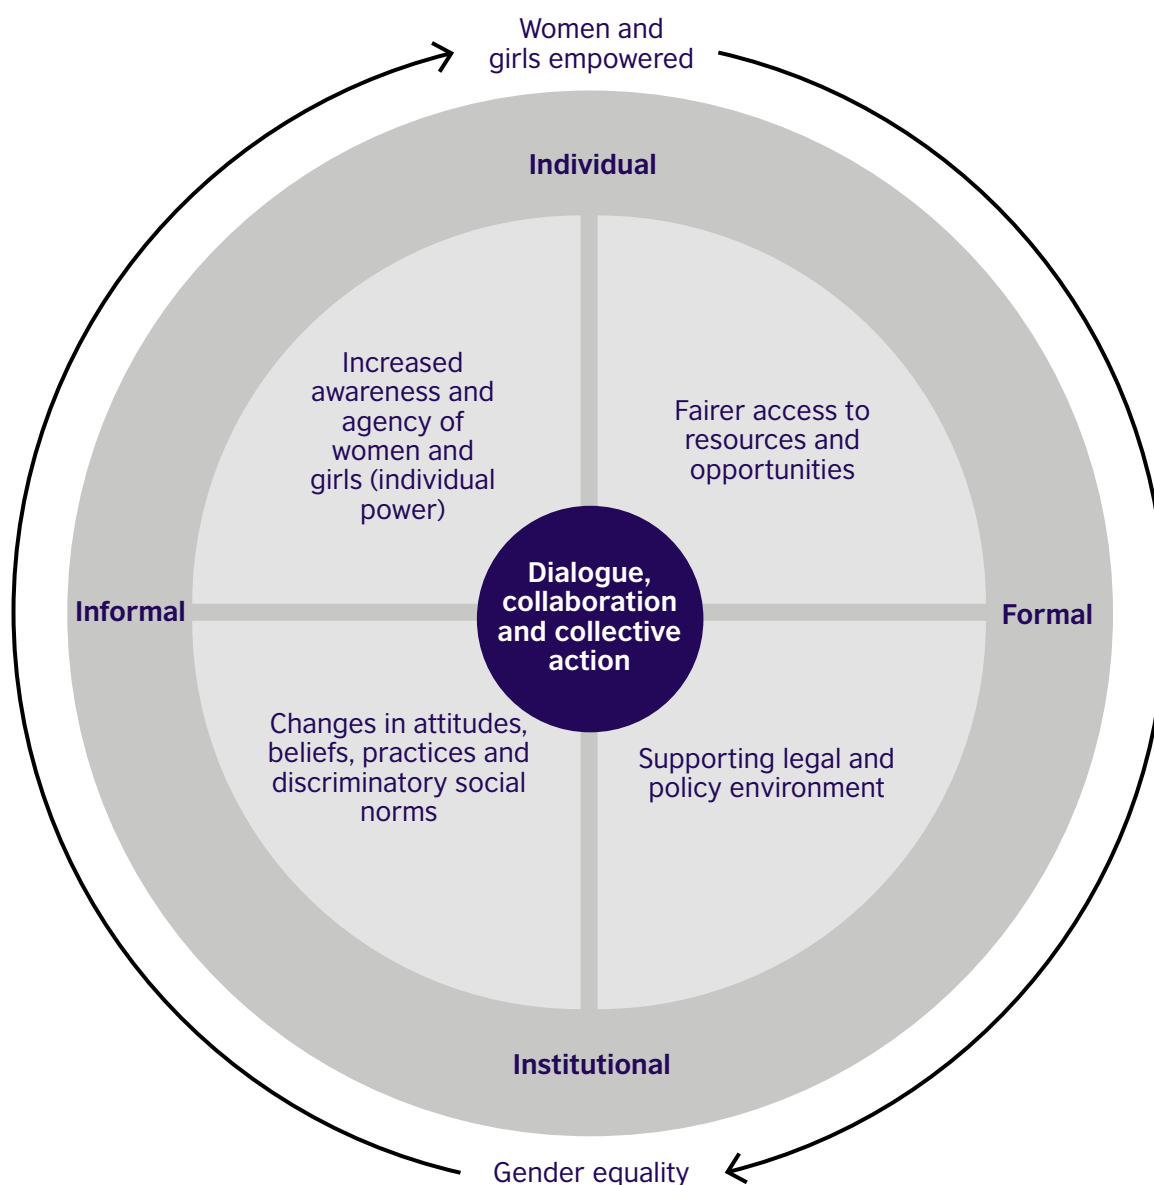 Women and
girls empowered
Individual
Increased
awareness and
agency of
women and
girls (individual
power)
Fairer access to
resources and
opportunities
Informal
Dialogue,
collaboration
and collective
action
Formal
Changes in attitudes,
beliefs, practices and
discriminatory social
norms
Supporting legal and
policy environment
Institutional
Gender equality